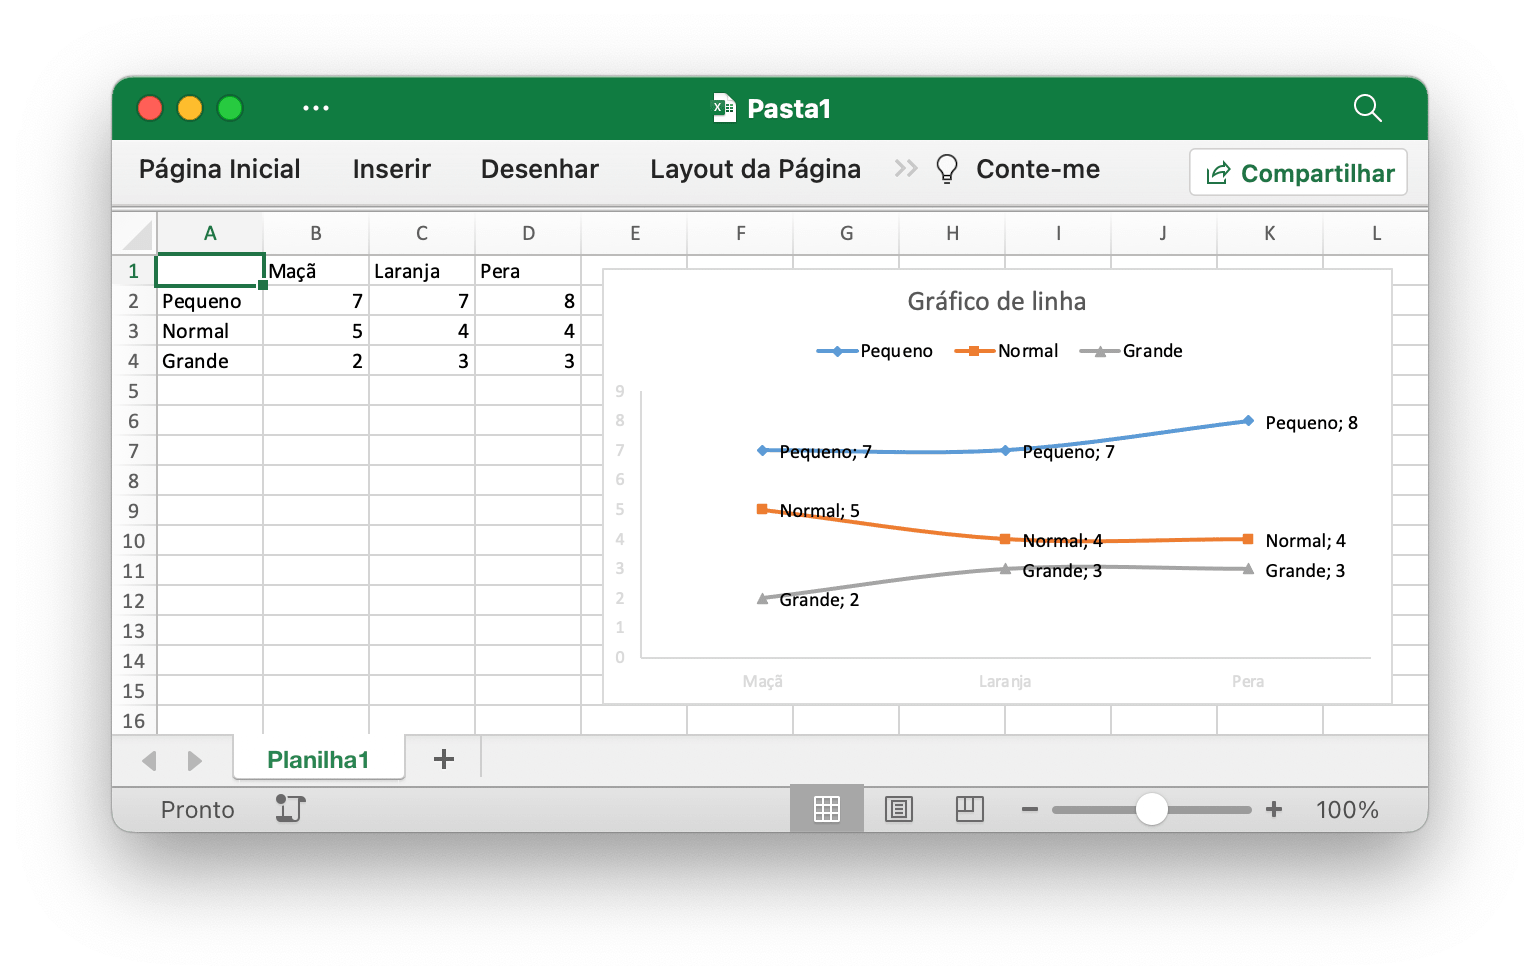 Pasta1
Página Inicial Inserir Desenhar Layout da Página Conte-me Compartilhar
A B C D E F G H I J K L
1 Maçã Laranja Pera
2 Pequeno 7 7 8
3 Normal 5 4 4
4 Grande 2 3 3
5
6
7
8
9
10
11
12
13
14
15
16
Gráfico de linha
Pequeno Normal Grande
9
8 Pequeno; 8
7 Pequeno; 7 Pequeno; 7
6
5 Normal; 5
4 Normal; 4 Normal; 4
3 Grande; 3 Grande; 3
2 Grande; 2
1
0
Maçã Laranja Pera
Planilha1
Pronto 100%